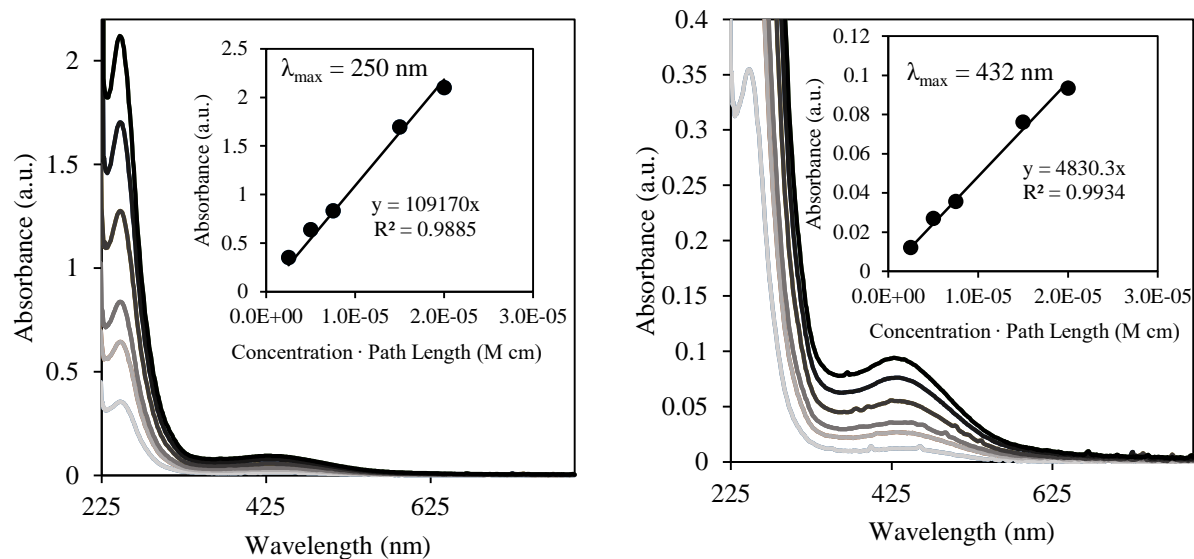 Absorbance (a.u.)
2
1.5
1
0.5
0
225
425
625
Wavelength (nm)
Absorbance (a.u.)
2.5
2
1.5
1
0.5
0
λmax = 250 nm
y = 109170x
R² = 0.9885
0.0E+00 1.0E-05 2.0E-05 3.0E-05
Concentration · Path Length (M cm)
Absorbance (a.u.)
0.4
0.35
0.3
0.25
0.2
0.15
0.1
0.05
0
225
425
625
Wavelength (nm)
Absorbance (a.u.)
0.12
0.1
0.08
0.06
0.04
0.02
0
λmax = 432 nm
y = 4830.3x
R² = 0.9934
0.0E+00 1.0E-05 2.0E-05 3.0E-05
Concentration · Path Length (M cm)